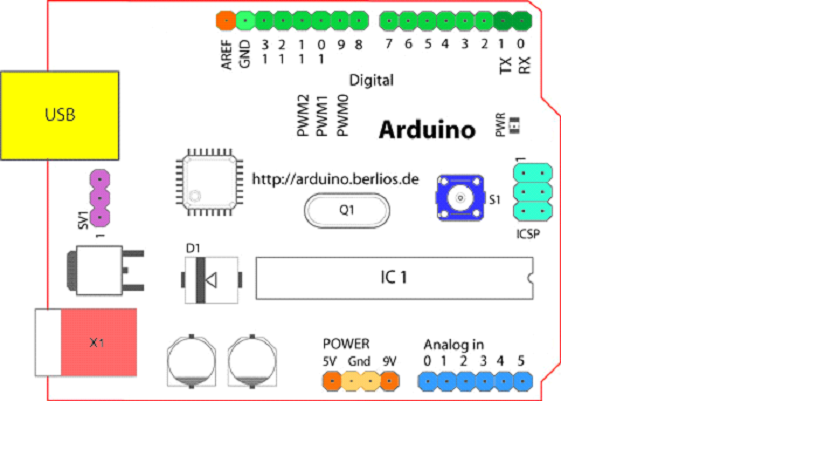 AREF
GND
13
12
11
10
9 8
7 6 5 4 3 2 1 0
TX
RX
Digital
PWM2
PWM1
PWM0
Arduino
PWR
USB
http://arduino.berlios.de
Q1
S1
1
ICSP
SV1
1
D1
IC 1
X1
POWER
5V Gnd 9V
Analog in
0 1 2 3 4 5